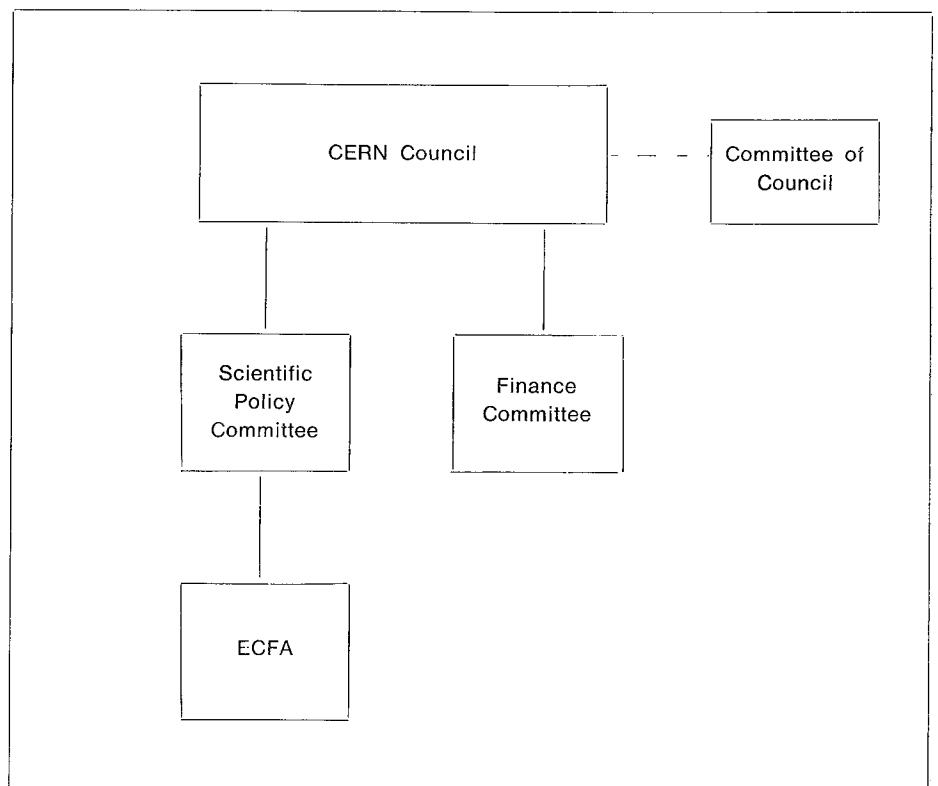 CERN Council
Committee of
Council
Scientific
Policy
Committee
Finance
Committee
ECFA